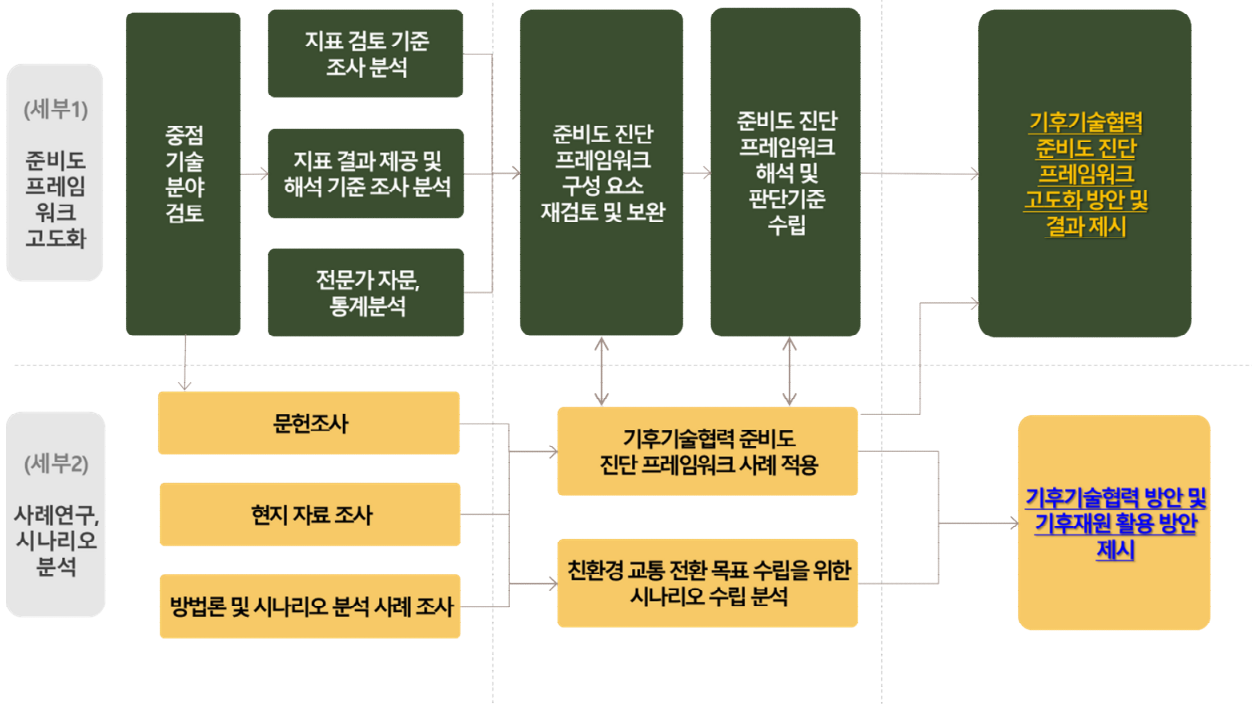 (세부1)
준비도
프레임
워크
고도화
중점
기술
분야
검토
지표 검토 기준
조사 분석
지표 결과 제공 및
해석 기준 조사 분석
전문가 자문,
통계분석
준비도 진단
프레임워크
구성 요소
재검토 및 보완
준비도 진단
프레임워크
해석 및
판단기준
수립
기후기술협력
준비도 진단
프레임워크
고도화 방안 및
결과 제시
(세부2)
사례연구,
시나리오
분석
문헌조사
현지 자료 조사
방법론 및 시나리오 분석 사례 조사
기후기술협력 준비도
진단 프레임워크 사례 적용
친환경 교통 전환 목표 수립을 위한
시나리오 수립 분석
기후기술협력 방안 및
기후재원 활용 방안
제시